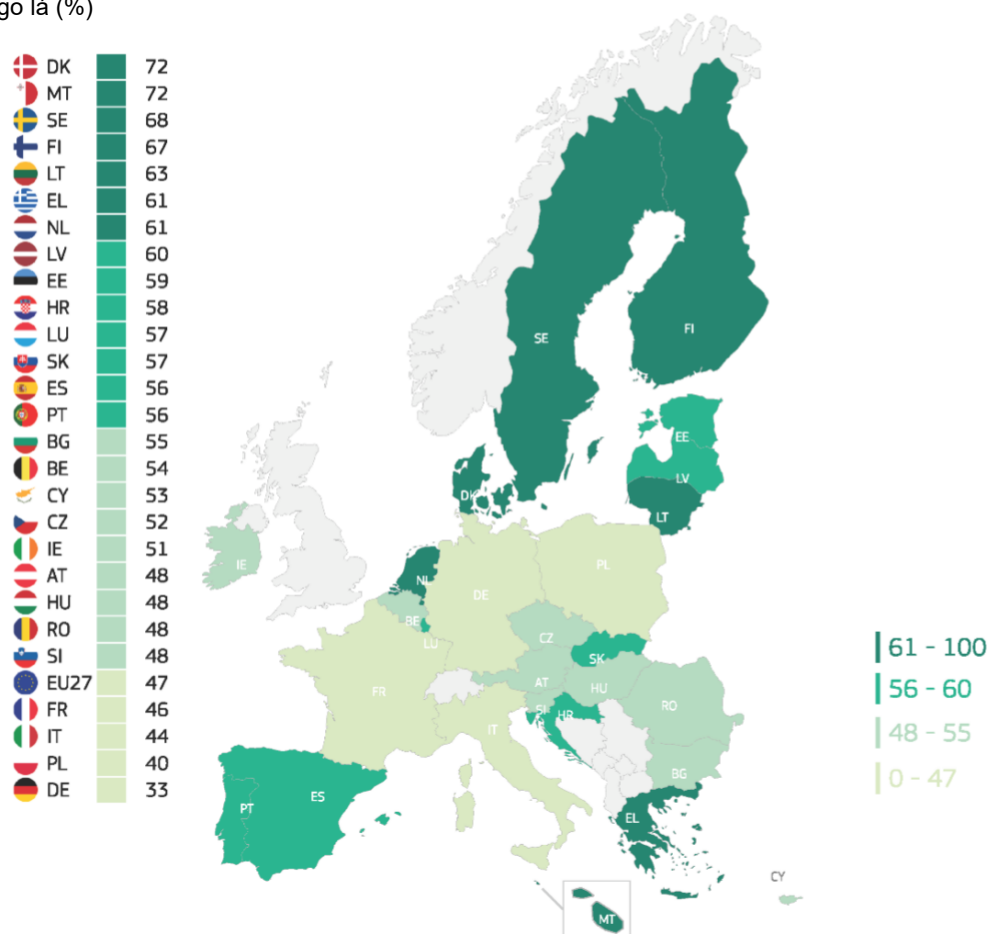 go lá (%)
DK 72
MT 72
SE 68
FI 67
LT 63
EL 61
NL 61
LV 60
EE 59
HR 58
LU 57
SK 57
ES 56
PT 56
BG 55
BE 54
CY 53
CZ 52
IE 51
AT 48
HU 48
RO 48
SI 48
EU27 47
FR 46
IT 44
PL 40
DE 33
SE
FI
EE
LV
LT
DK
IE
NL
DE
PL
BE
LU
CZ
SK
FR
AT
HU
SI
HR
RO
IT
BG
PT
ES
EL
CY
MT
61 - 100
56 - 60
48 - 55
0 - 47